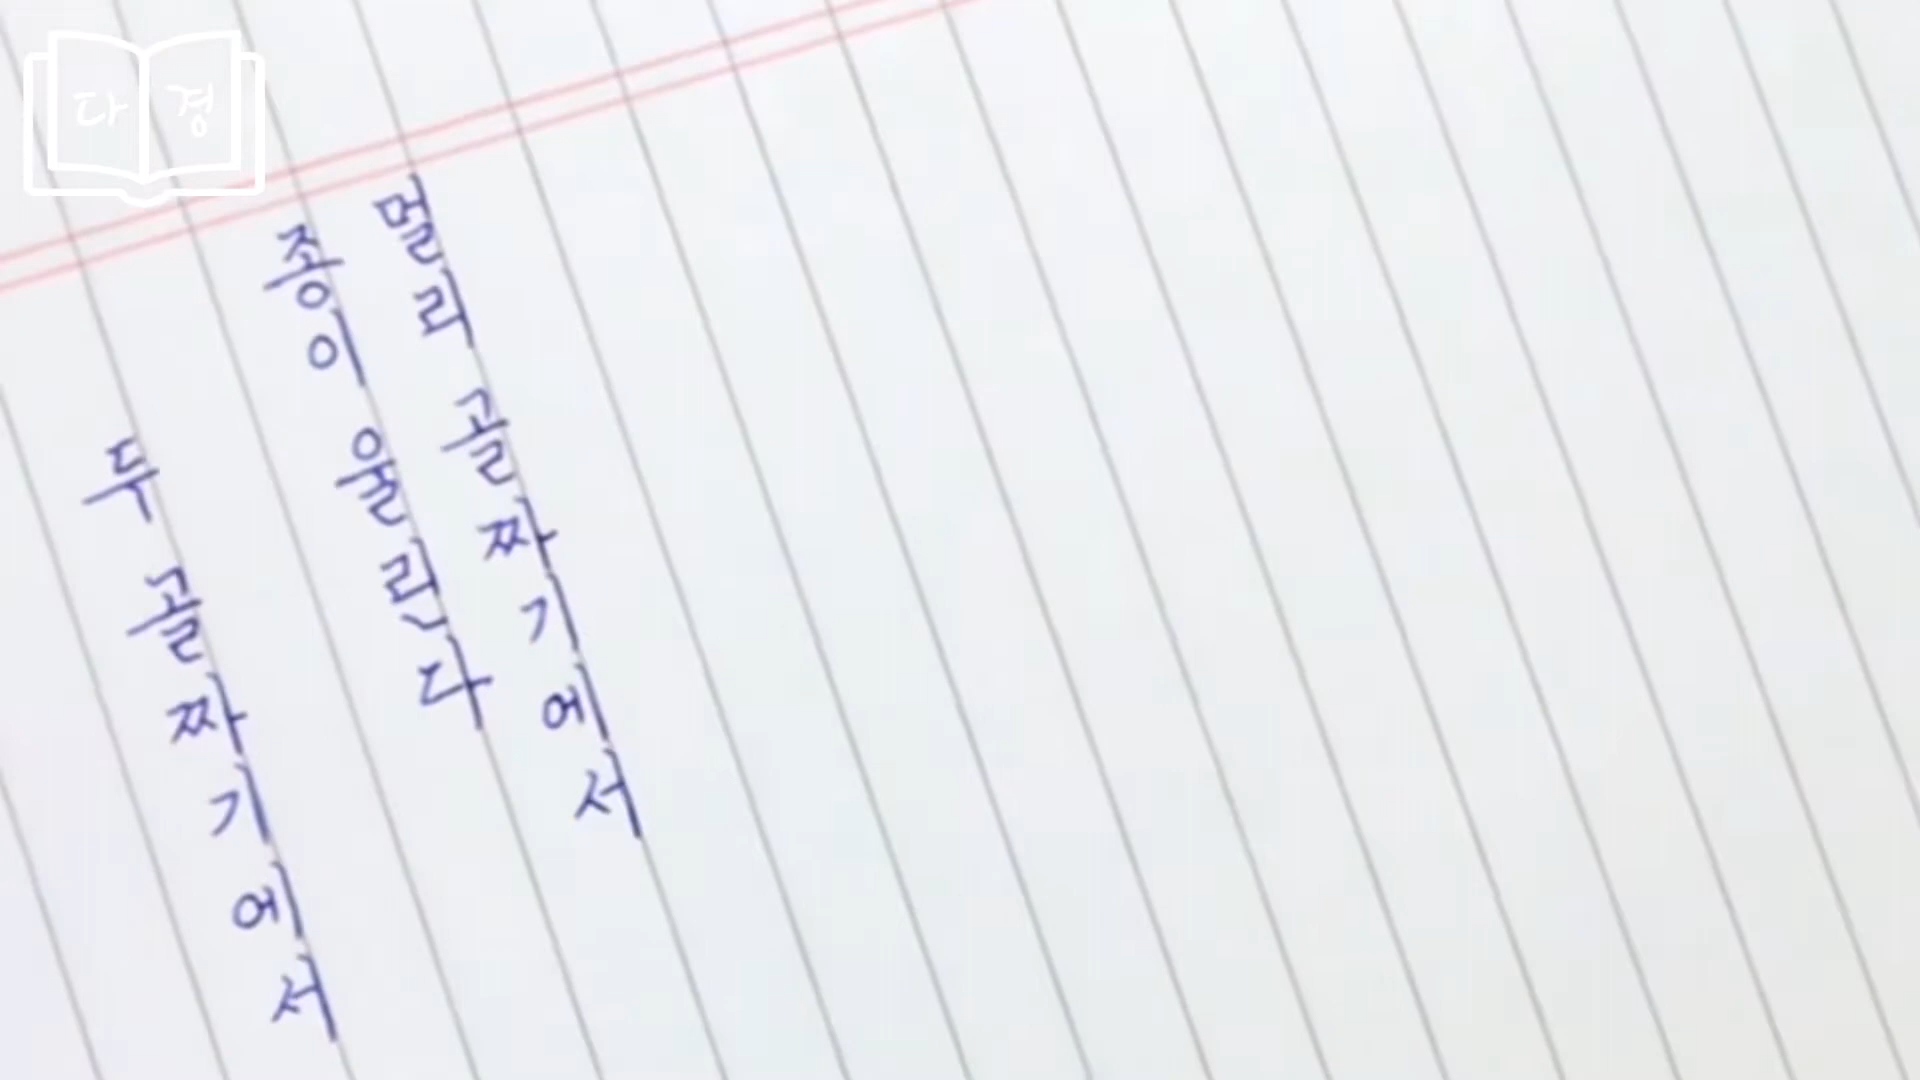 다경
멀리 골짜기에서
종이 울린다
두 골짜기에서